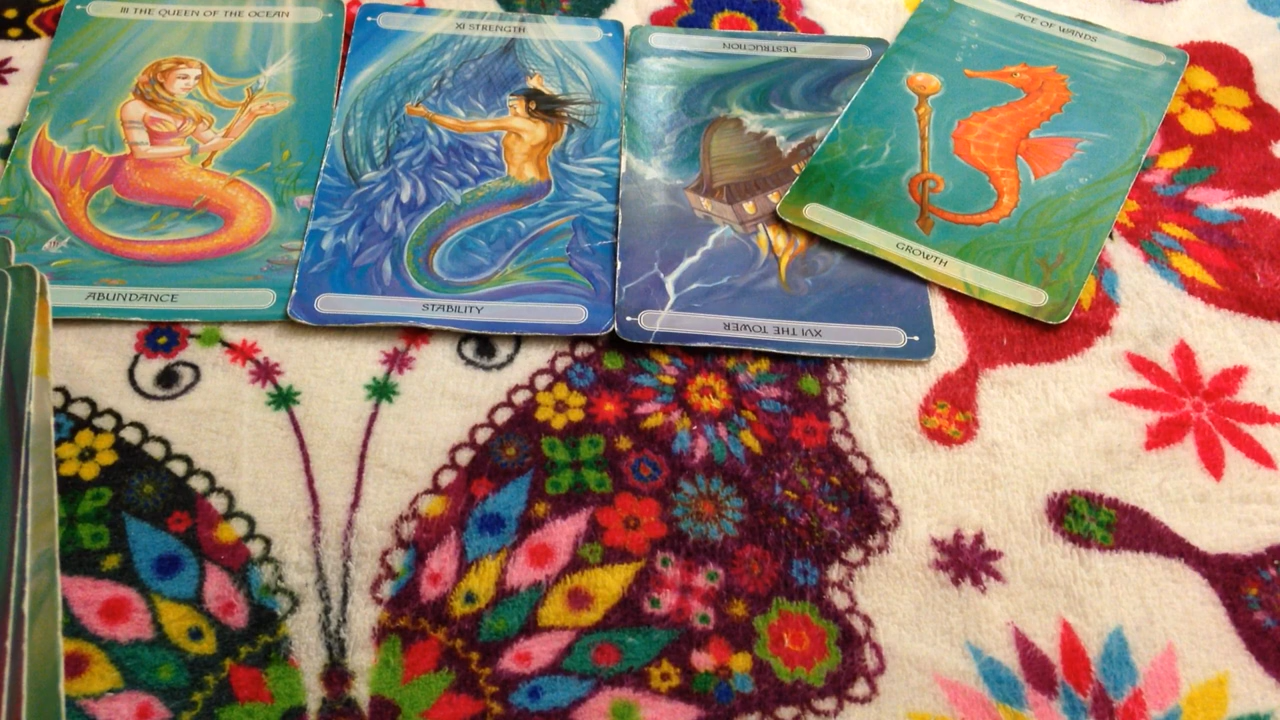 III THE QUEEN OF THE OCEAN
ABUNDANCE
XI STRENGTH
STABILITY
DESTRUCTION
XVI THE TOWER
ACE OF WANDS
GROWTH